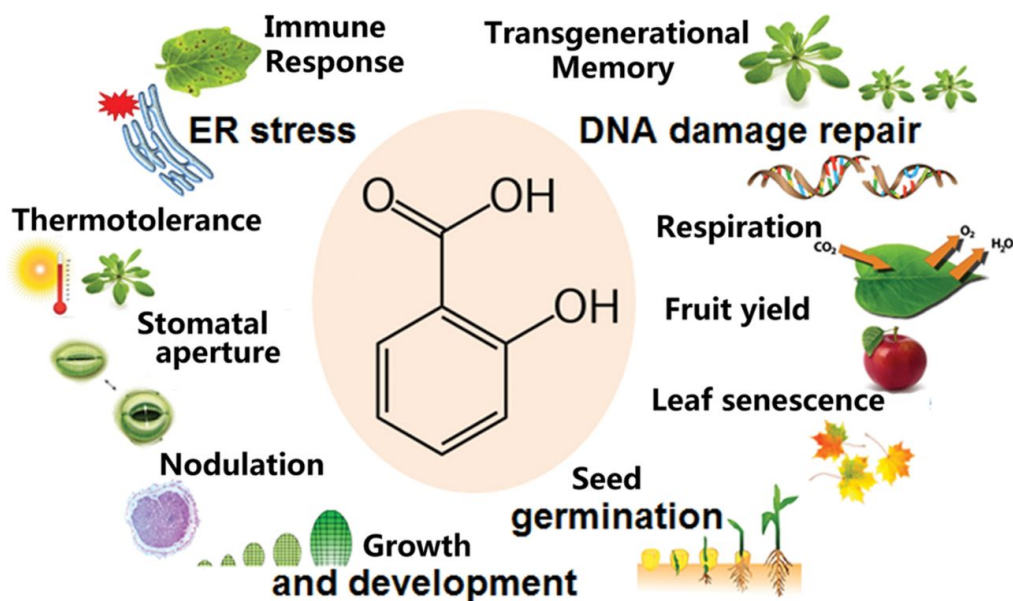 Immune
Response
ER stress
Thermotolerance
Stomatal
aperture
Nodulation
Growth
and development
O
OH
OH
Transgenerational
Memory
DNA damage repair
Respiration
CO₂
O₂
H₂O
Fruit yield
Leaf senescence
Seed
germination